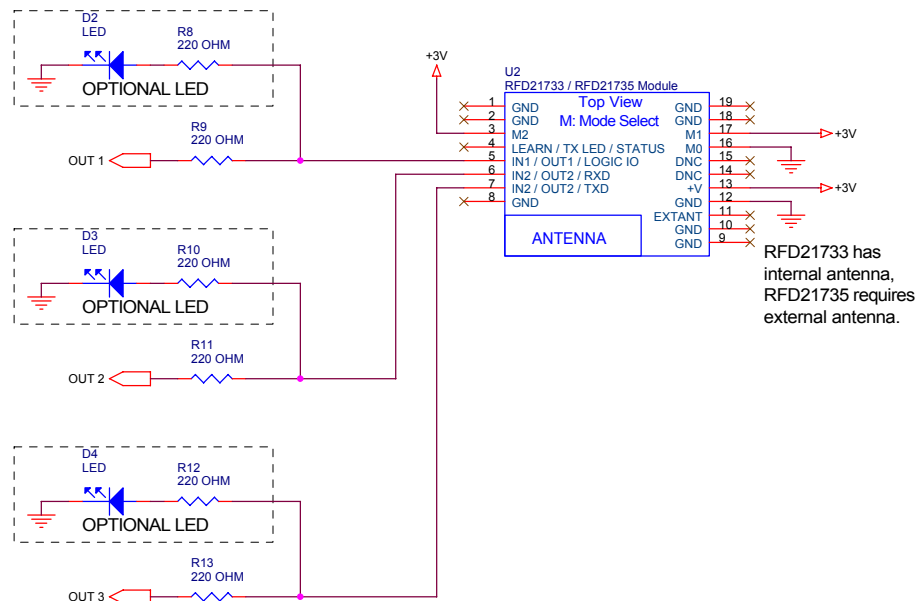 D2
LED
R8
220 OHM
OPTIONAL LED
R9
220 OHM
OUT 1
D3
LED
R10
220 OHM
OPTIONAL LED
R11
220 OHM
OUT 2
D4
LED
R12
220 OHM
OPTIONAL LED
R13
220 OHM
OUT 3
+3V
U2
RFD21733 / RFD21735 Module
Top View
M: Mode Select
1 GND
2 GND
3 M2
4 LEARN / TX LED / STATUS
5 IN1 / OUT1 / LOGIC IO
6 IN2 / OUT2 / RXD
7 IN2 / OUT2 / TXD
8 GND
GND 19
GND 18
M1 17
M0 16
DNC 15
DNC 14
+V 13
GND 12
EXTANT 11
GND 10
GND 9
+3V
+3V
ANTENNA
RFD21733 has
internal antenna,
RFD21735 requires
external antenna.